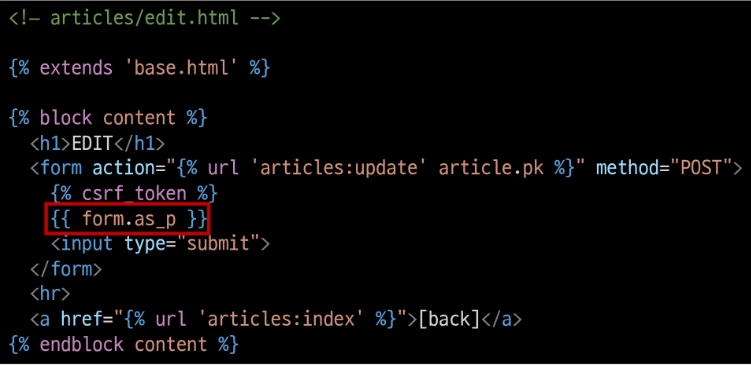 <!— articles/edit.html -->
{% extends 'base.html' %}
{% block content %}
<h1>EDIT</h1>
<form action="{% url 'articles:update' article.pk %}" method="POST">
{% csrf_token %}
{{ form.as_p }}
<input type="submit">
</form>
<hr>
<a href="{% url 'articles:index' %}">[back]</a>
{% endblock content %}